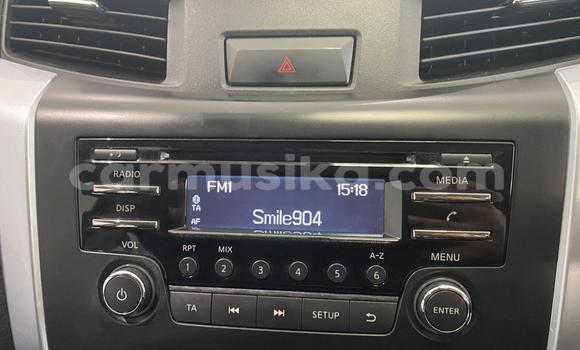 RADIO
MEDIA
FM1 15:18
TA
AF
Smile904
DISP
VOL
RPT MIX A-Z
MENU
1 2 3 4 5 6
TA SETUP ENTER
carmusika.com